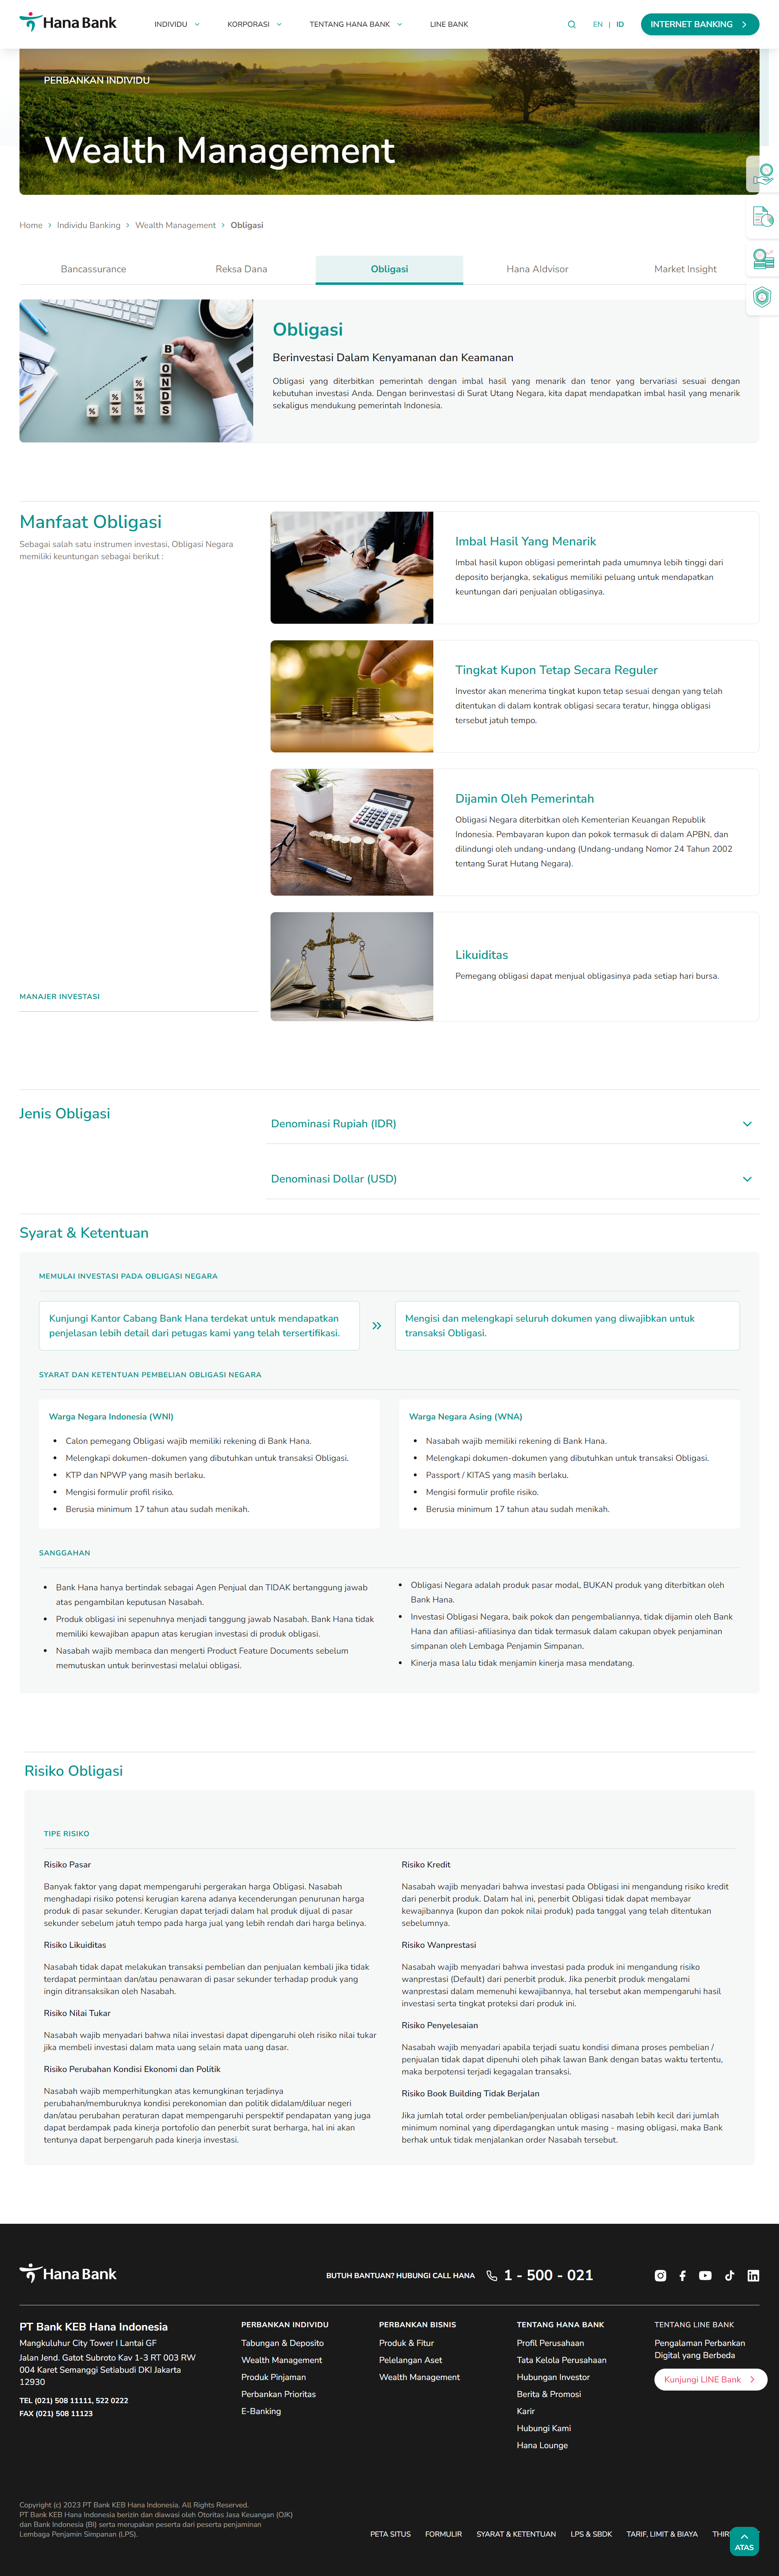 Hana Bank
INDIVIDU
KORPORASI
TENTANG HANA BANK
LINE BANK
EN | ID
INTERNET BANKING
PERBANKAN INDIVIDU
Wealth Management
Home > Individu Banking > Wealth Management > Obligasi
Bancassurance
Reksa Dana
Obligasi
Hana AIdvisor
Market Insight
B
O
N
D
S
% % % % % %
Obligasi
Berinvestasi Dalam Kenyamanan dan Keamanan
Obligasi yang diterbitkan pemerintah dengan imbal hasil yang menarik dan tenor yang bervariasi sesuai dengan
kebutuhan investasi Anda. Dengan berinvestasi di Surat Utang Negara, kita dapat mendapatkan imbal hasil yang menarik
sekaligus mendukung pemerintah Indonesia.
Manfaat Obligasi
Sebagai salah satu instrumen investasi, Obligasi Negara
memiliki keuntungan sebagai berikut :
Imbal Hasil Yang Menarik
Imbal hasil kupon obligasi pemerintah pada umumnya lebih tinggi dari
deposito berjangka, sekaligus memiliki peluang untuk mendapatkan
keuntungan dari penjualan obligasinya.
Tingkat Kupon Tetap Secara Reguler
Investor akan menerima tingkat kupon tetap sesuai dengan yang telah
ditentukan di dalam kontrak obligasi secara teratur, hingga obligasi
tersebut jatuh tempo.
Dijamin Oleh Pemerintah
Obligasi Negara diterbitkan oleh Kementerian Keuangan Republik
Indonesia. Pembayaran kupon dan pokok termasuk di dalam APBN, dan
dilindungi oleh undang-undang (Undang-undang Nomor 24 Tahun 2002
tentang Surat Hutang Negara).
Likuiditas
Pemegang obligasi dapat menjual obligasinya pada setiap hari bursa.
MANAJER INVESTASI
Jenis Obligasi
Denominasi Rupiah (IDR)
Denominasi Dollar (USD)
Syarat & Ketentuan
MEMULAI INVESTASI PADA OBLIGASI NEGARA
Kunjungi Kantor Cabang Bank Hana terdekat untuk mendapatkan
penjelasan lebih detail dari petugas kami yang telah tersertifikasi.
Mengisi dan melengkapi seluruh dokumen yang diwajibkan untuk
transaksi Obligasi.
SYARAT DAN KETENTUAN PEMBELIAN OBLIGASI NEGARA
Warga Negara Indonesia (WNI)
• Calon pemegang Obligasi wajib memiliki rekening di Bank Hana.
• Melengkapi dokumen-dokumen yang dibutuhkan untuk transaksi Obligasi.
• KTP dan NPWP yang masih berlaku.
• Mengisi formulir profil risiko.
• Berusia minimum 17 tahun atau sudah menikah.
Warga Negara Asing (WNA)
• Nasabah wajib memiliki rekening di Bank Hana.
• Melengkapi dokumen-dokumen yang dibutuhkan untuk transaksi Obligasi.
• Passport / KITAS yang masih berlaku.
• Mengisi formulir profile risiko.
• Berusia minimum 17 tahun atau sudah menikah.
SANGGAHAN
• Bank Hana hanya bertindak sebagai Agen Penjual dan TIDAK bertanggung jawab
atas pengambilan keputusan Nasabah.
• Produk obligasi ini sepenuhnya menjadi tanggung jawab Nasabah. Bank Hana tidak
memiliki kewajiban apapun atas kerugian investasi di produk obligasi.
• Nasabah wajib membaca dan mengerti Product Feature Documents sebelum
memutuskan untuk berinvestasi melalui obligasi.
• Obligasi Negara adalah produk pasar modal, BUKAN produk yang diterbitkan oleh
Bank Hana.
• Investasi Obligasi Negara, baik pokok dan pengembaliannya, tidak dijamin oleh Bank
Hana dan afiliasi-afiliasinya dan tidak termasuk dalam cakupan obyek penjaminan
simpanan oleh Lembaga Penjamin Simpanan.
• Kinerja masa lalu tidak menjamin kinerja masa mendatang.
Risiko Obligasi
TIPE RISIKO
Risiko Pasar
Banyak faktor yang dapat mempengaruhi pergerakan harga Obligasi. Nasabah
menghadapi risiko potensi kerugian karena adanya kecenderungan penurunan harga
produk di pasar sekunder. Kerugian dapat terjadi dalam hal produk dijual di pasar
sekunder sebelum jatuh tempo pada harga jual yang lebih rendah dari harga belinya.
Risiko Likuiditas
Nasabah tidak dapat melakukan transaksi pembelian dan penjualan kembali jika tidak
terdapat permintaan dan/atau penawaran di pasar sekunder terhadap produk yang
ingin ditransaksikan oleh Nasabah.
Risiko Nilai Tukar
Nasabah wajib menyadari bahwa nilai investasi dapat dipengaruhi oleh risiko nilai tukar
jika membeli investasi dalam mata uang selain mata uang dasar.
Risiko Perubahan Kondisi Ekonomi dan Politik
Nasabah wajib memperhitungkan atas kemungkinan terjadinya
perubahan/memburuknya kondisi perekonomian dan politik didalam/diluar negeri
dan/atau perubahan peraturan dapat mempengaruhi perspektif pendapatan yang juga
dapat berdampak pada kinerja portofolio dan penerbit surat berharga, hal ini akan
tentunya dapat berpengaruh pada kinerja investasi.
Risiko Kredit
Nasabah wajib menyadari bahwa investasi pada Obligasi ini mengandung risiko kredit
dari penerbit produk. Dalam hal ini, penerbit Obligasi tidak dapat membayar
kewajibannya (kupon dan pokok nilai produk) pada tanggal yang telah ditentukan
sebelumnya.
Risiko Wanprestasi
Nasabah wajib menyadari bahwa investasi pada produk ini mengandung risiko
wanprestasi (Default) dari penerbit produk. Jika penerbit produk mengalami
wanprestasi dalam memenuhi kewajibannya, hal tersebut akan mempengaruhi hasil
investasi serta tingkat proteksi dari produk ini.
Risiko Penyelesaian
Nasabah wajib menyadari apabila terjadi suatu kondisi dimana proses pembelian /
penjualan tidak dapat dipenuhi oleh pihak lawan Bank dengan batas waktu tertentu,
maka berpotensi terjadi kegagalan transaksi.
Risiko Book Building Tidak Berjalan
Jika jumlah total order pembelian/penjualan obligasi nasabah lebih kecil dari jumlah
minimum nominal yang diperdagangkan untuk masing - masing obligasi, maka Bank
berhak untuk tidak menjalankan order Nasabah tersebut.
Hana Bank
BUTUH BANTUAN? HUBUNGI CALL HANA
1 - 500 - 021
PT Bank KEB Hana Indonesia
Mangkuluhur City Tower I Lantai GF
Jalan Jend. Gatot Subroto Kav 1-3 RT 003 RW
004 Karet Semanggi Setiabudi DKI Jakarta
12930
TEL (021) 508 11111, 522 0222
FAX (021) 508 11123
PERBANKAN INDIVIDU
Tabungan & Deposito
Wealth Management
Produk Pinjaman
Perbankan Prioritas
E-Banking
PERBANKAN BISNIS
Produk & Fitur
Pelelangan Aset
Wealth Management
TENTANG HANA BANK
Profil Perusahaan
Tata Kelola Perusahaan
Hubungan Investor
Berita & Promosi
Karir
Hubungi Kami
Hana Lounge
TENTANG LINE BANK
Pengalaman Perbankan
Digital yang Berbeda
Kunjungi LINE Bank
Copyright (c) 2023 PT Bank KEB Hana Indonesia. All Rights Reserved.
PT Bank KEB Hana Indonesia berizin dan diawasi oleh Otoritas Jasa Keuangan (OJK)
dan Bank Indonesia (BI) serta merupakan peserta dari peserta penjaminan
Lembaga Penjamin Simpanan (LPS).
PETA SITUS
FORMULIR
SYARAT & KETENTUAN
LPS & SBDK
TARIF, LIMIT & BIAYA
ATAS